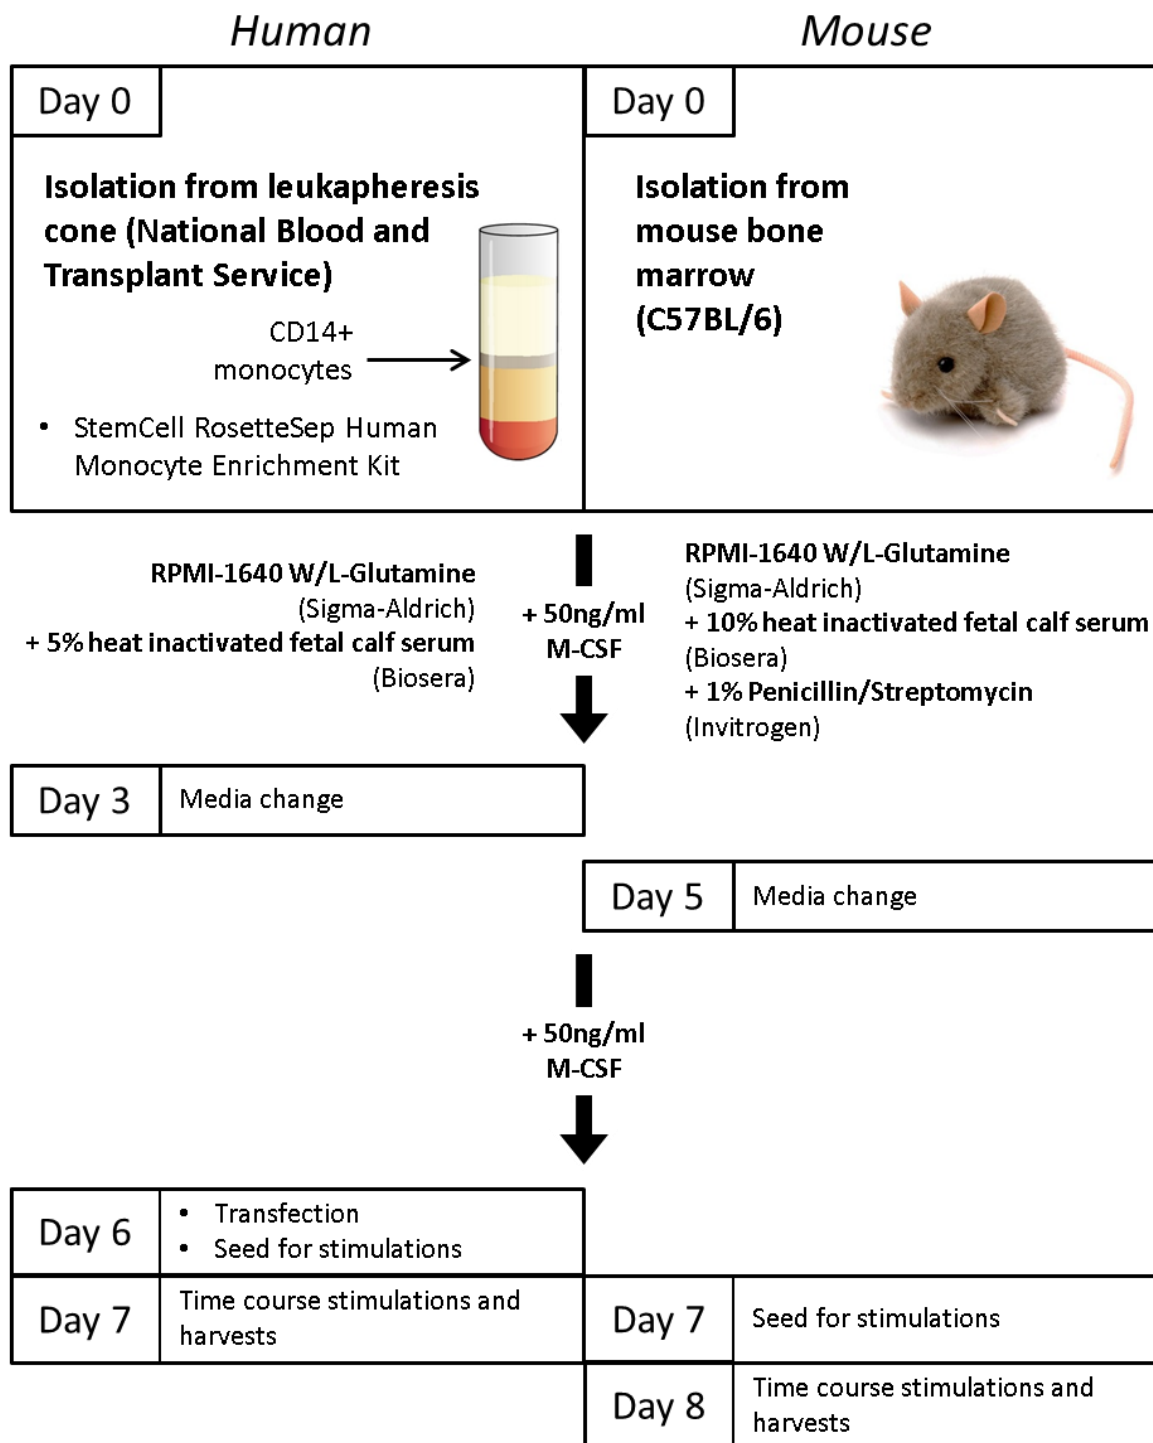 Human
Mouse
Day 0
Isolation from leukapheresis
cone (National Blood and
Transplant Service)
CD14+
monocytes
• StemCell RosetteSep Human
Monocyte Enrichment Kit
Day 0
Isolation from
mouse bone
marrow
(C57BL/6)
RPMI-1640 W/L-Glutamine
(Sigma-Aldrich)
+ 5% heat inactivated fetal calf serum
(Biosera)
+ 50ng/ml
M-CSF
RPMI-1640 W/L-Glutamine
(Sigma-Aldrich)
+ 10% heat inactivated fetal calf serum
(Biosera)
+ 1% Penicillin/Streptomycin
(Invitrogen)
Day 3
Media change
Day 5
Media change
+ 50ng/ml
M-CSF
Day 6
• Transfection
• Seed for stimulations
Day 7
Time course stimulations and
harvests
Day 7
Seed for stimulations
Day 8
Time course stimulations and
harvests